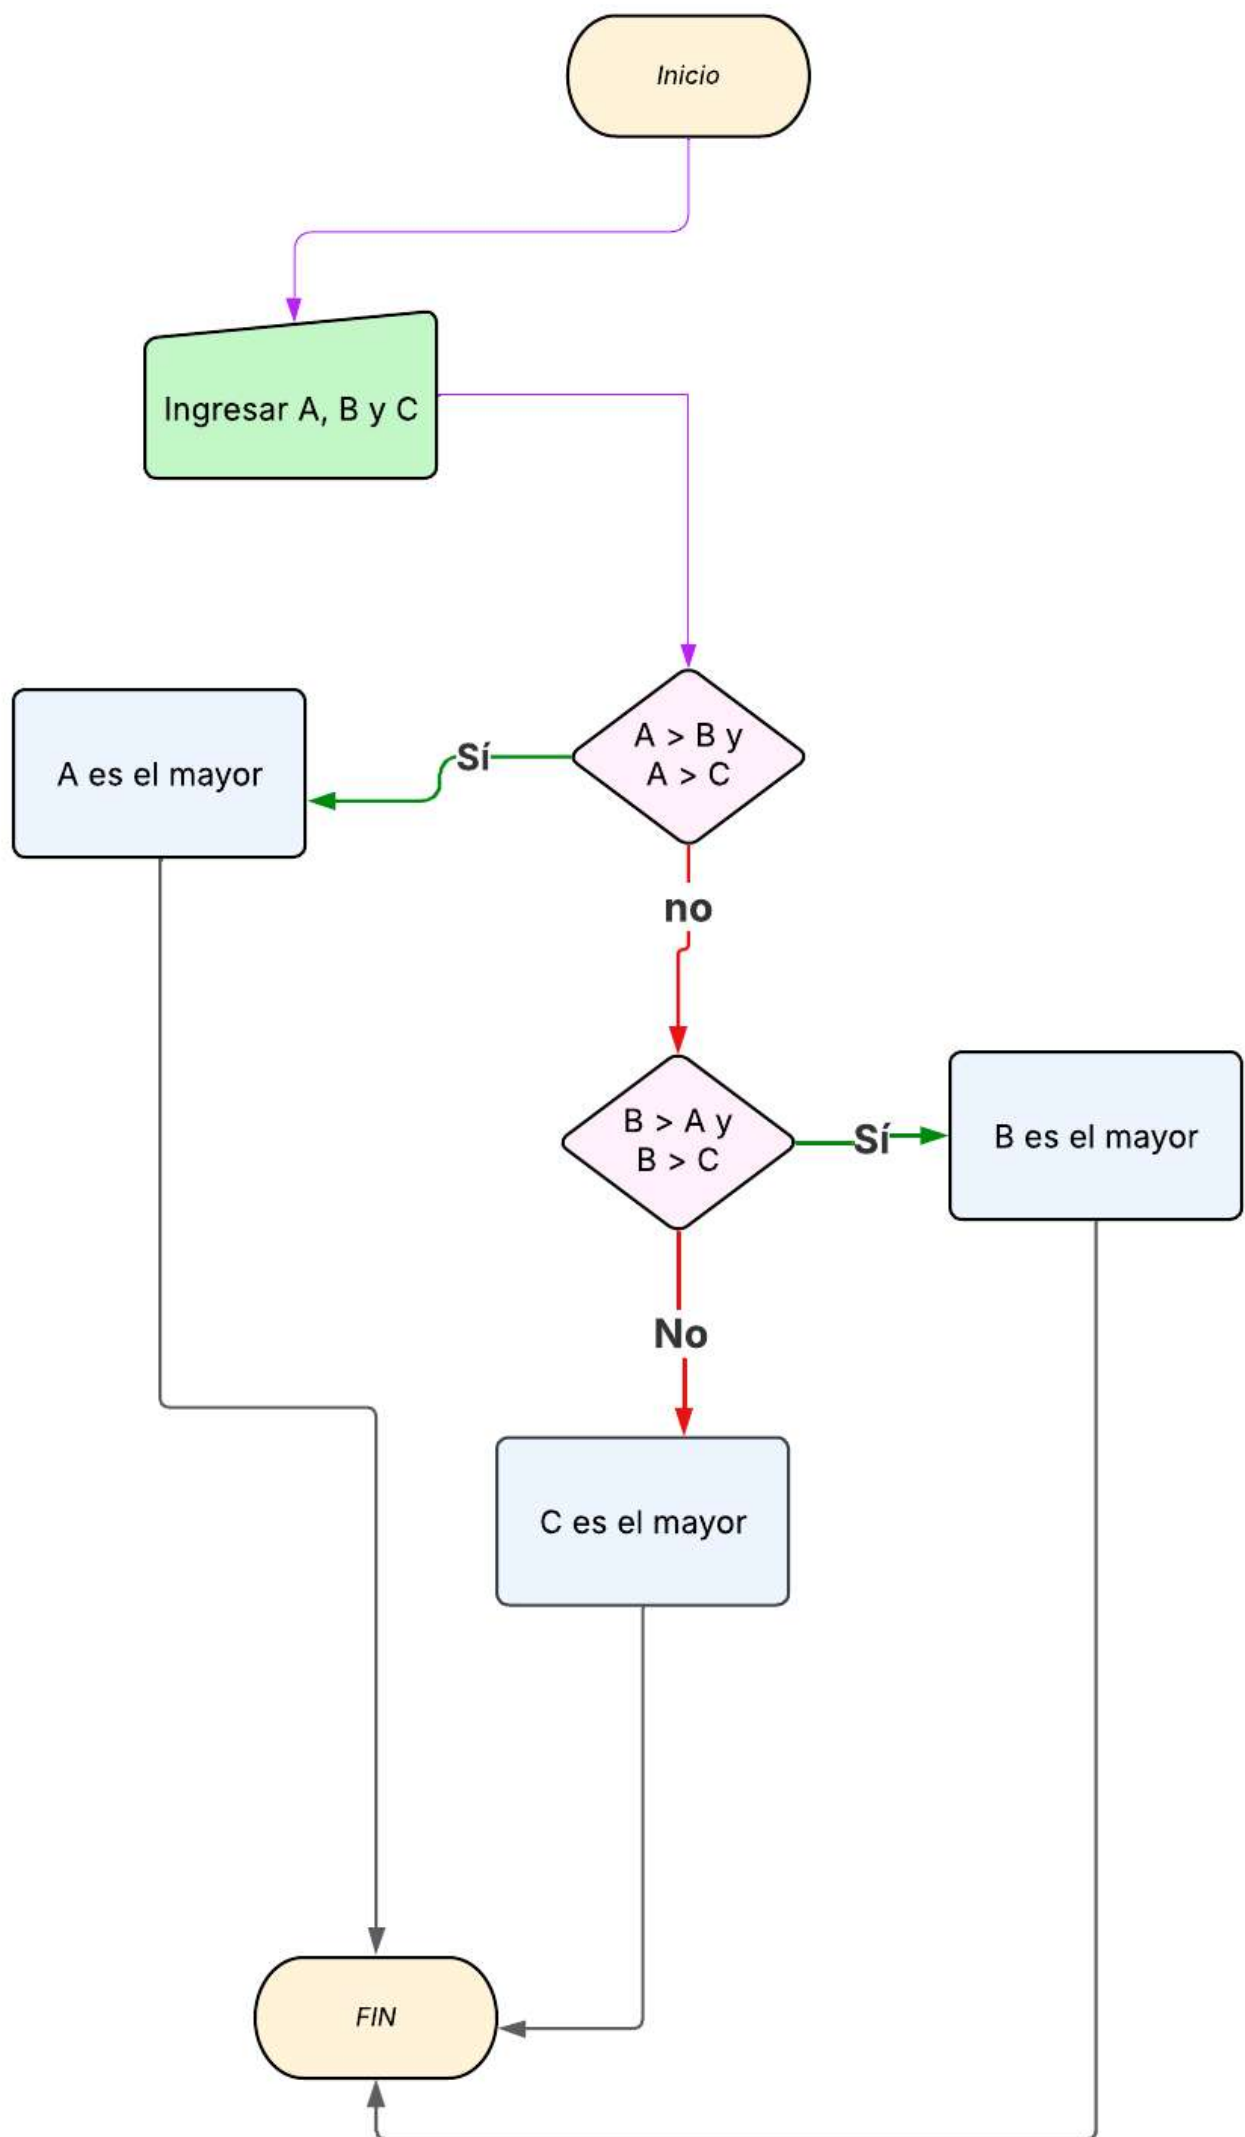 Inicio
Ingresar A, B y C
A > B y
A > C
Sí
A es el mayor
no
B > A y
B > C
Sí
B es el mayor
No
C es el mayor
FIN